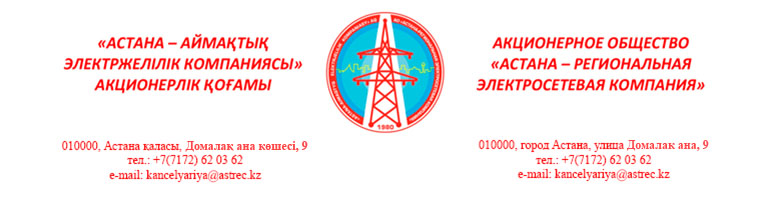 «АСТАНА – АЙМАҚТЫҚ
ЭЛЕКТРЖЕЛІЛІК КОМПАНИЯСЫ»
АКЦИОНЕРЛІК ҚОҒАМЫ
010000, Астана қаласы, Домалақ ана көшесі, 9
тел.: +7(7172) 62 03 62
e-mail: kancelyariya@astrec.kz
1980
АКЦИОНЕРНОЕ ОБЩЕСТВО
«АСТАНА – РЕГИОНАЛЬНАЯ
ЭЛЕКТРОСЕТЕВАЯ КОМПАНИЯ»
010000, город Астана, улица Домалак ана, 9
тел.: +7(7172) 62 03 62
e-mail: kancelyariya@astrec.kz